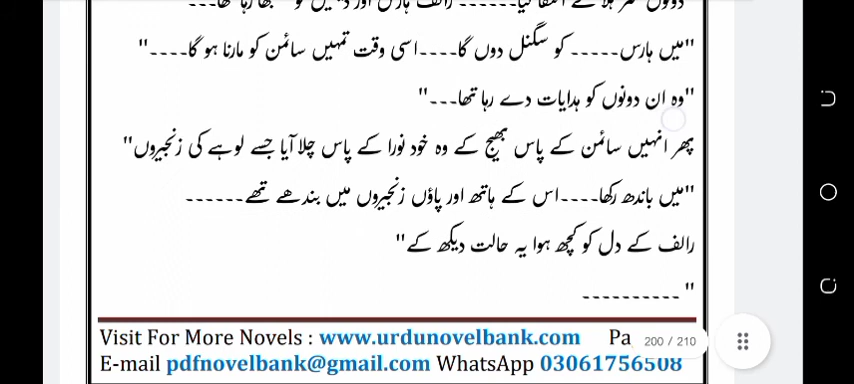 "میں ہارس----- کو سگنل دوں گا----اسی وقت تمہیں سائمن کو مارنا ہو گا----"
"وہ ان دونوں کو ہدایات دے رہا تھا---"
پھر انہیں سائمن کے پاس بھیج کے وہ خود نورا کے پاس چلا آیا جسے لوہے کی زنجیروں"
"میں باندھ رکھا----اس کے ہاتھ اور پاؤں زنجیروں میں بندھے تھے------
رالف کے دل کو کچھ ہوا یہ حالت دیکھ کے"
" ----------
Visit For More Novels : www.urdunovelbank.com Pa 200 / 210
E-mail pdfnovelbank@gmail.com WhatsApp 03061756508